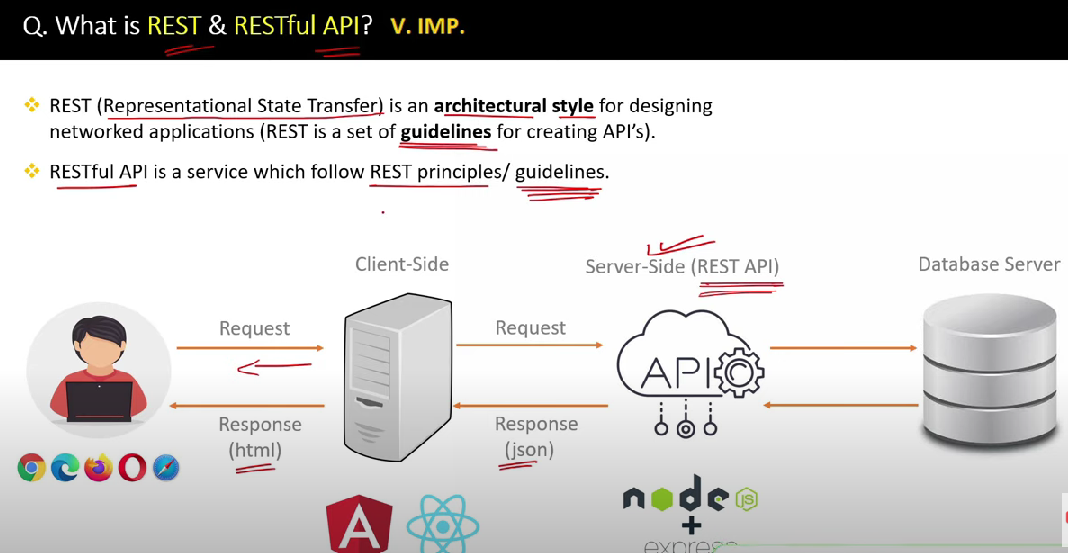 Q. What is REST & RESTful API? V. IMP.
REST (Representational State Transfer) is an architectural style for designing
networked applications (REST is a set of guidelines for creating API's).
RESTful API is a service which follow REST principles/ guidelines.
Client-Side
Server-Side (REST API)
Database Server
Request
Request
API
Response
(html)
Response
(json)
A
node
JS
+
express